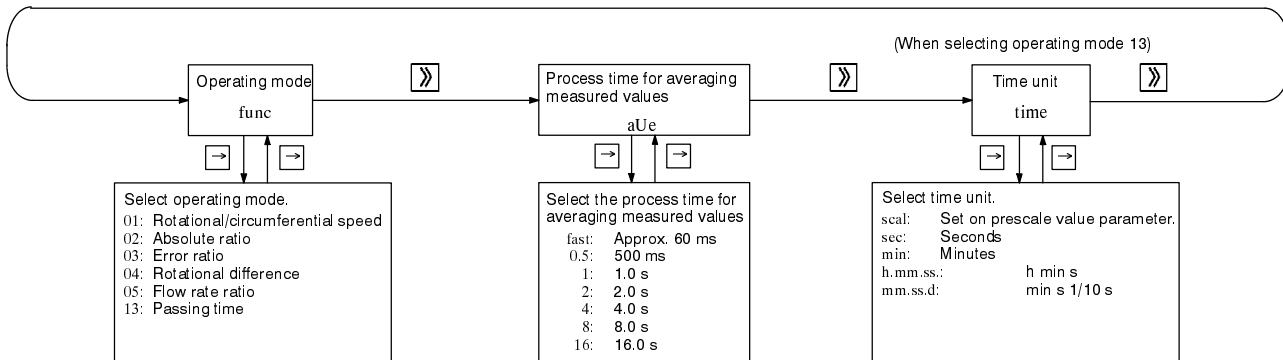 (When selecting operating mode 13)
Operating mode
func
Process time for averaging
measured values
aUe
Time unit
time
Select operating mode.
01: Rotational/circumferential speed
02: Absolute ratio
03: Error ratio
04: Rotational difference
05: Flow rate ratio
13: Passing time
Select the process time for
averaging measured values
fast: Approx. 60 ms
0.5: 500 ms
1: 1.0 s
2: 2.0 s
4: 4.0 s
8: 8.0 s
16: 16.0 s
Select time unit.
scal: Set on prescale value parameter.
sec: Seconds
min: Minutes
h.mm.ss.: h min s
mm.ss.d: min s 1/10 s